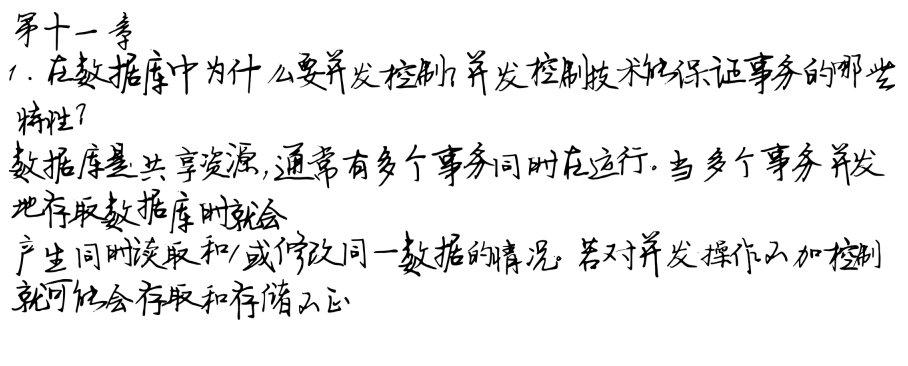 第十一章
1. 在数据库中为什么要并发控制?并发控制技术能保证事务的哪些
特性?
数据库是共享资源,通常有多个事务同时在运行。当多个事务并发
地存取数据库时就会
产生同时读取和/或修改同一数据的情况。若对并发操作不加控制
就可能会存取和存储不正